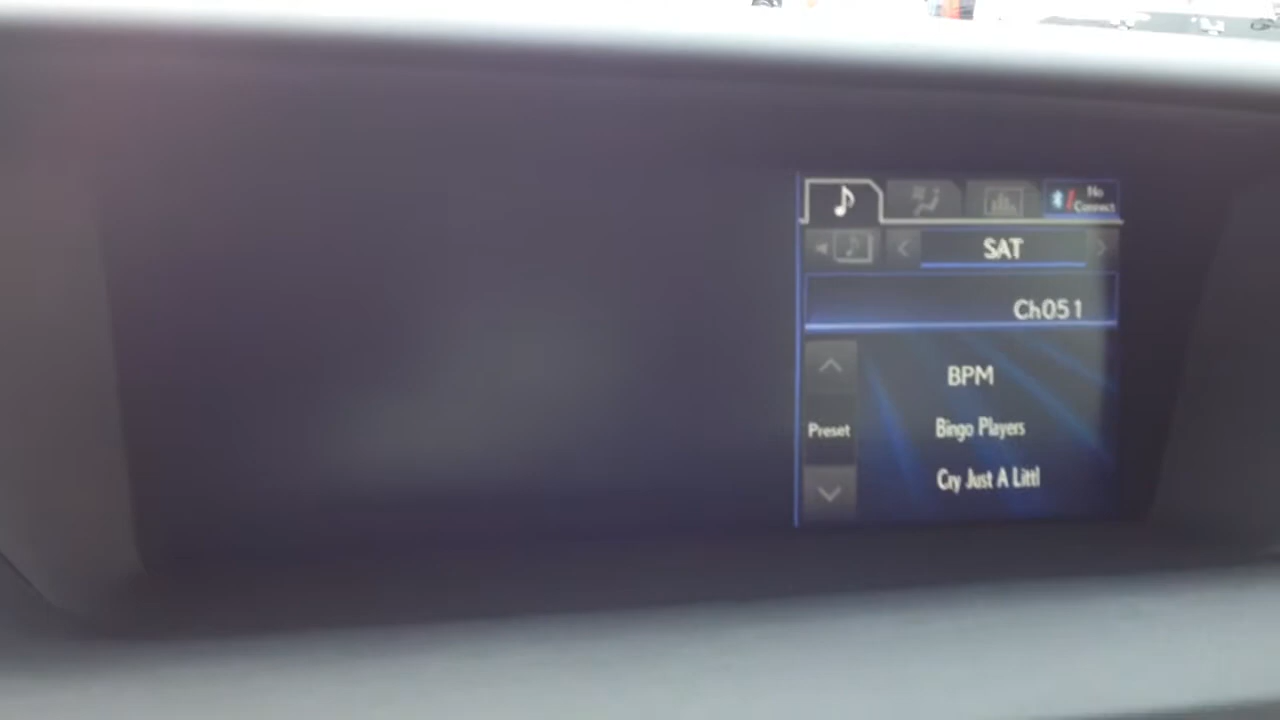 No
Connect
SAT
Ch051
BPM
Preset
Bingo Players
Cry Just A Littl